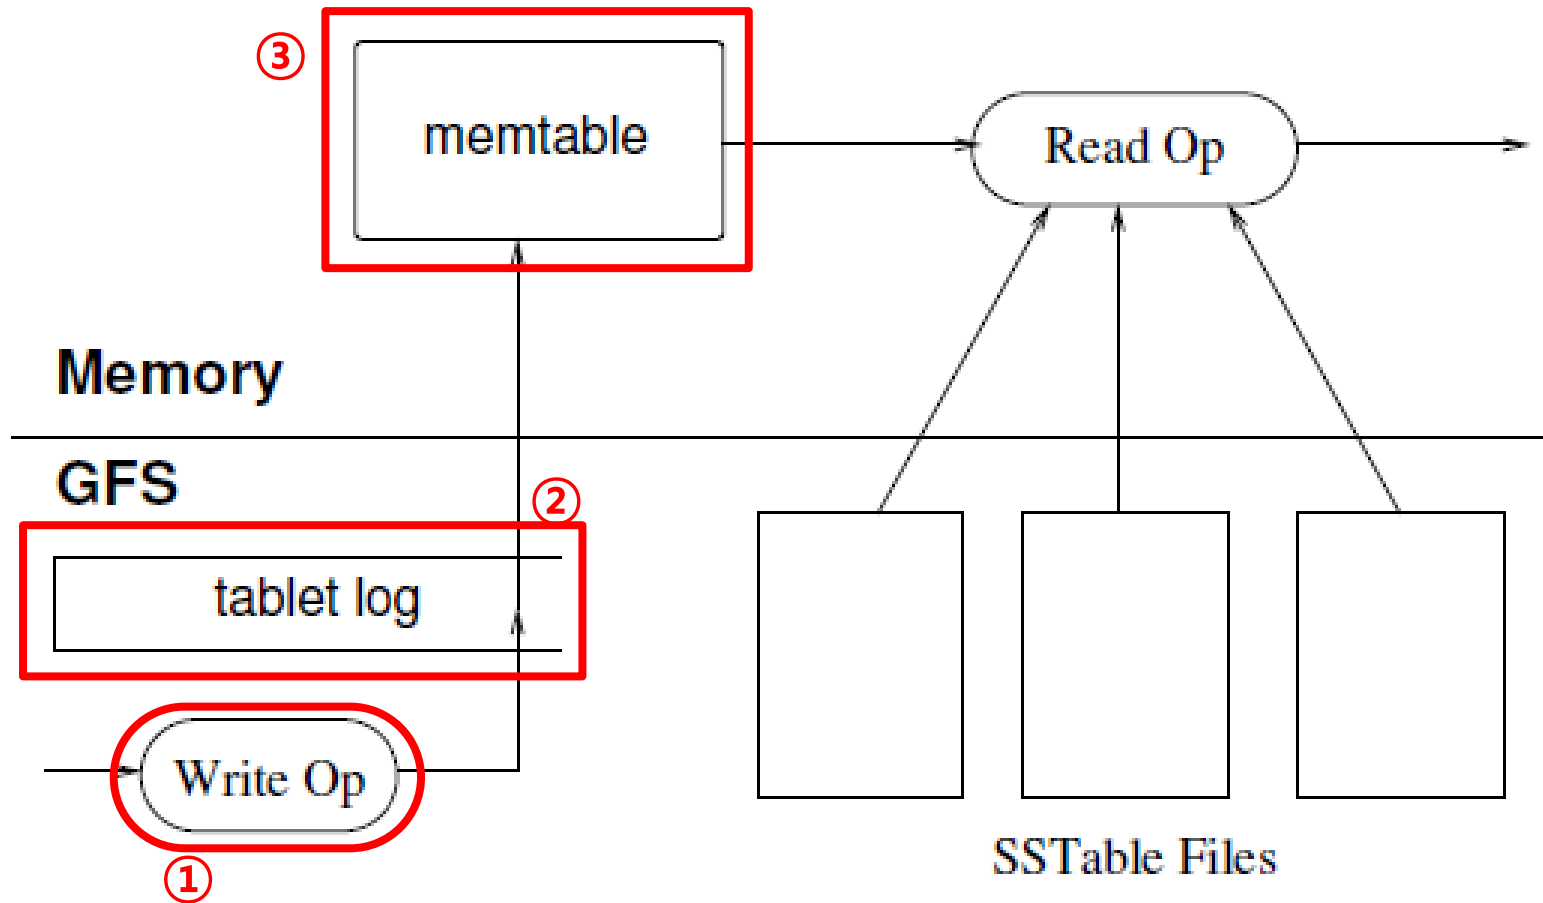 ③
memtable
Read Op
Memory
GFS
②
tablet log
Write Op
①
SSTable Files